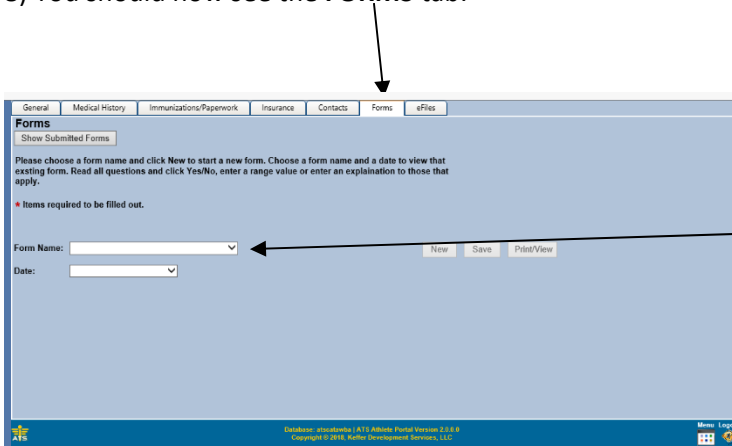 You should now see the Forms tab.
General Medical History Immunizations/Paperwork Insurance Contacts Forms eFiles
Forms
Show Submitted Forms
Please choose a form name and click New to start a new form. Choose a form name and a date to view that
exsting form. Read all questions and click Yes/No, enter a range value or enter an explaination to those that
apply.
* Items required to be filled out.
Form Name: New Save Print/View
Date:
Database: atscatawba | ATS Athlete Portal Version 2.0.0.0 Menu
Copyright © 2018, Keffer Development Services, LLC
ATS